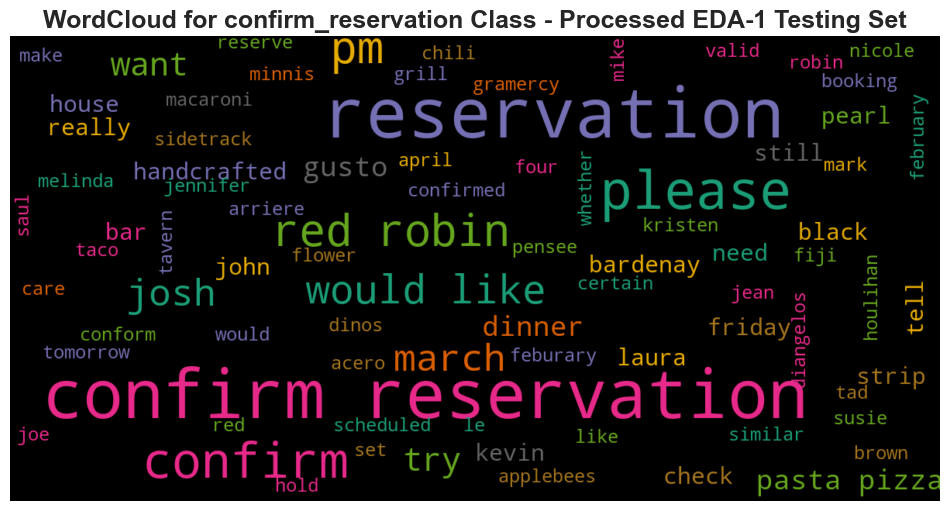 WordCloud for confirm_reservation Class - Processed EDA-1 Testing Set
make
reserve
pm
chili
mike
valid
robin
nicole
want
minnis
grill
gramercy
booking
house
macaroni
reservation
pearl
february
really
sidetrack
handcrafted
gusto
april
four
whether
still
mark
melinda
jennifer
confirmed
please
saul
arriere
bar
tavern
red robin
pensee
kristen
black
taco
john
flower
bardenay
need
fiji
houlihan
care
josh
would like
certain
jean
diangelos
tell
conform
would
dinos
dinner
friday
tomorrow
acero
march
feburary
laura
strip
confirm reservation
tad
joe
red
scheduled
le
like
similar
susie
confirm
set
try
kevin
brown
hold
applebees
check
pasta pizza